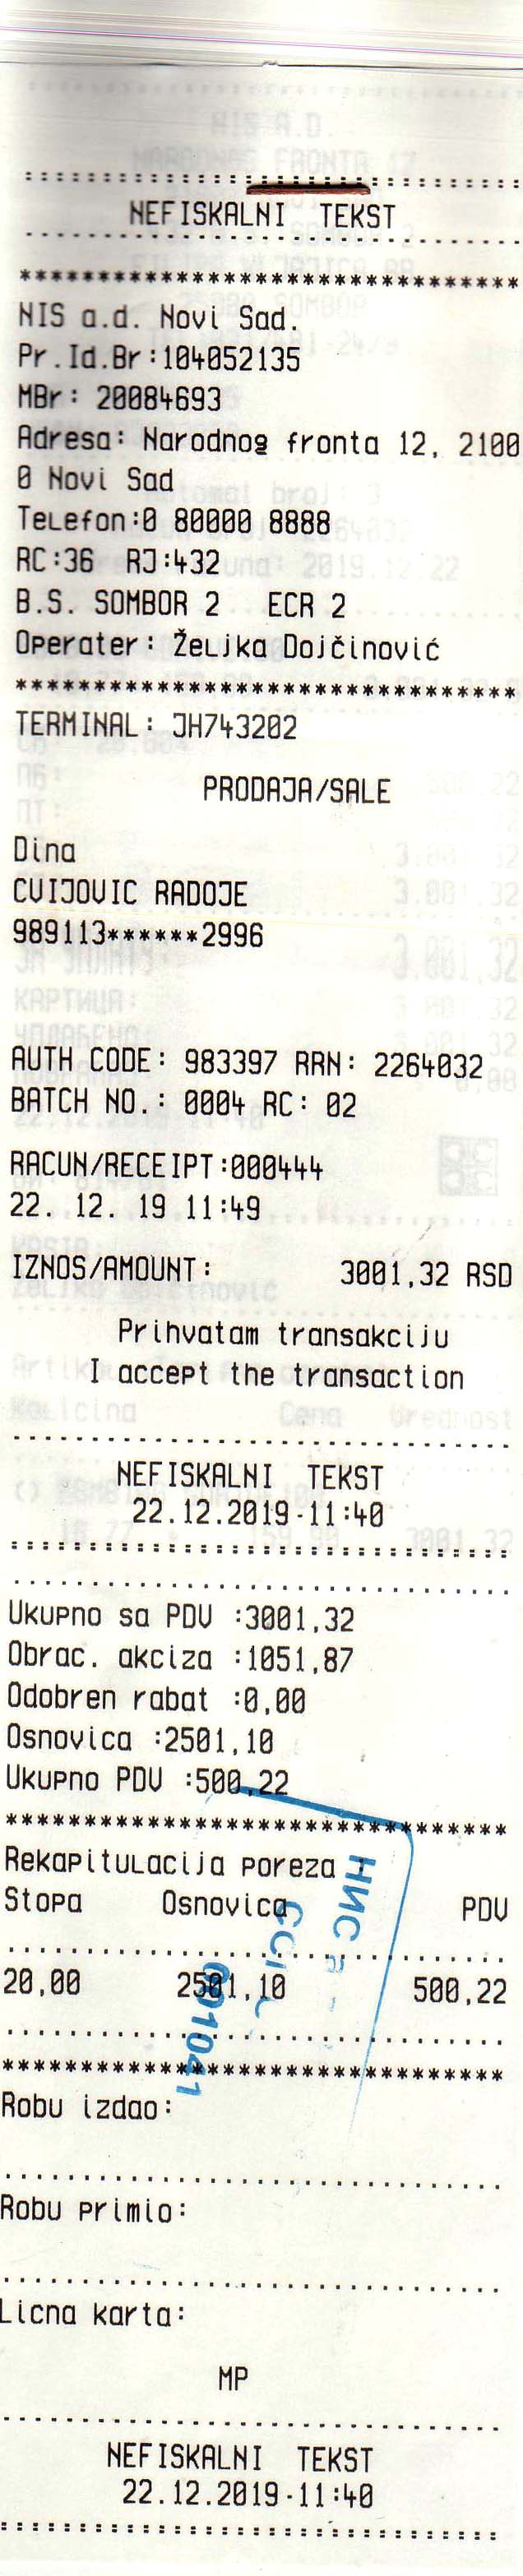 NEFISKALNI TEKST
*********************************
NIS a.d. Novi Sad.
Pr.Id.Br:104052135
MBr: 20084693
Adresa: Narodnog fronta 12, 2100
0 Novi Sad
Telefon:0 80000 8888
RC:36 RJ:432
B.S. SOMBOR 2 ECR 2
Operater: Željka Dojčinović
*********************************
TERMINAL: JH743202
PRODAJA/SALE
Dina
CVIJOVIC RADOJE
989113******2996
AUTH CODE: 983397 RRN: 2264032
BATCH NO.: 0004 RC: 02
RACUN/RECEIPT:000444
22. 12. 19 11:49
IZNOS/AMOUNT: 3001,32 RSD
Prihvatam transakciju
I accept the transaction
NEFISKALNI TEKST
22.12.2019-11:40
Ukupno sa PDV :3001,32
Obrac. akciza :1051,87
Odobren rabat :0,00
Osnovica :2501,10
Ukupno PDV :500,22
*********************************
Rekapitulacija poreza :
Stopa Osnovica PDV
20,00 2501,10 500,22
*********************************
Robu izdao:
Robu primio:
Licna karta:
MP
NEFISKALNI TEKST
22.12.2019-11:40